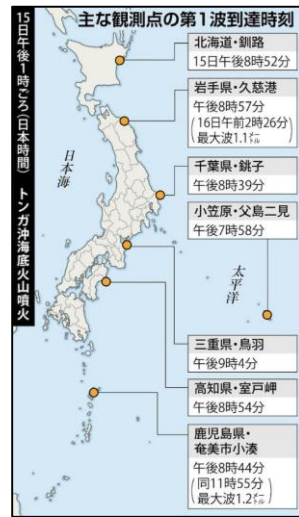 主な観測点の第1波到達時刻
15日午後1時ごろ(日本時間) トンガ沖海底火山噴火
北海道・釧路
15日午後8時52分
岩手県・久慈港
午後8時57分
(16日午前2時26分
最大波1.1㍍)
千葉県・銚子
午後8時39分
小笠原・父島二見
午後7時58分
日本海
太平洋
三重県・鳥羽
午後9時4分
高知県・室戸岬
午後8時54分
鹿児島県・
奄美市小湊
午後8時44分
(同11時55分
最大波1.2㍍)